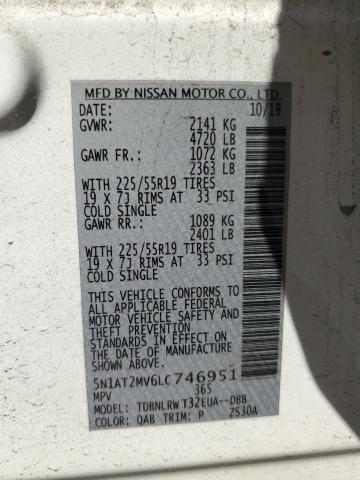 MFD BY NISSAN MOTOR CO., LTD.
DATE: 10/19
GVWR: 2141 KG
4720 LB
GAWR FR.: 1072 KG
2363 LB
WITH 225/55R19 TIRES
19 X 7J RIMS AT 33 PSI
COLD SINGLE
GAWR RR.: 1089 KG
2401 LB
WITH 225/55R19 TIRES
19 X 7J RIMS AT 33 PSI
COLD SINGLE
THIS VEHICLE CONFORMS TO
ALL APPLICABLE FEDERAL
MOTOR VEHICLE SAFETY AND
THEFT PREVENTION
STANDARDS IN EFFECT ON
THE DATE OF MANUFACTURE
SHOWN ABOVE.
5N1AT2MV6LC746951
MPV 365
MODEL: TDBNLRW T32EUA--DBB
COLOR: QAB TRIM: P ZS30A